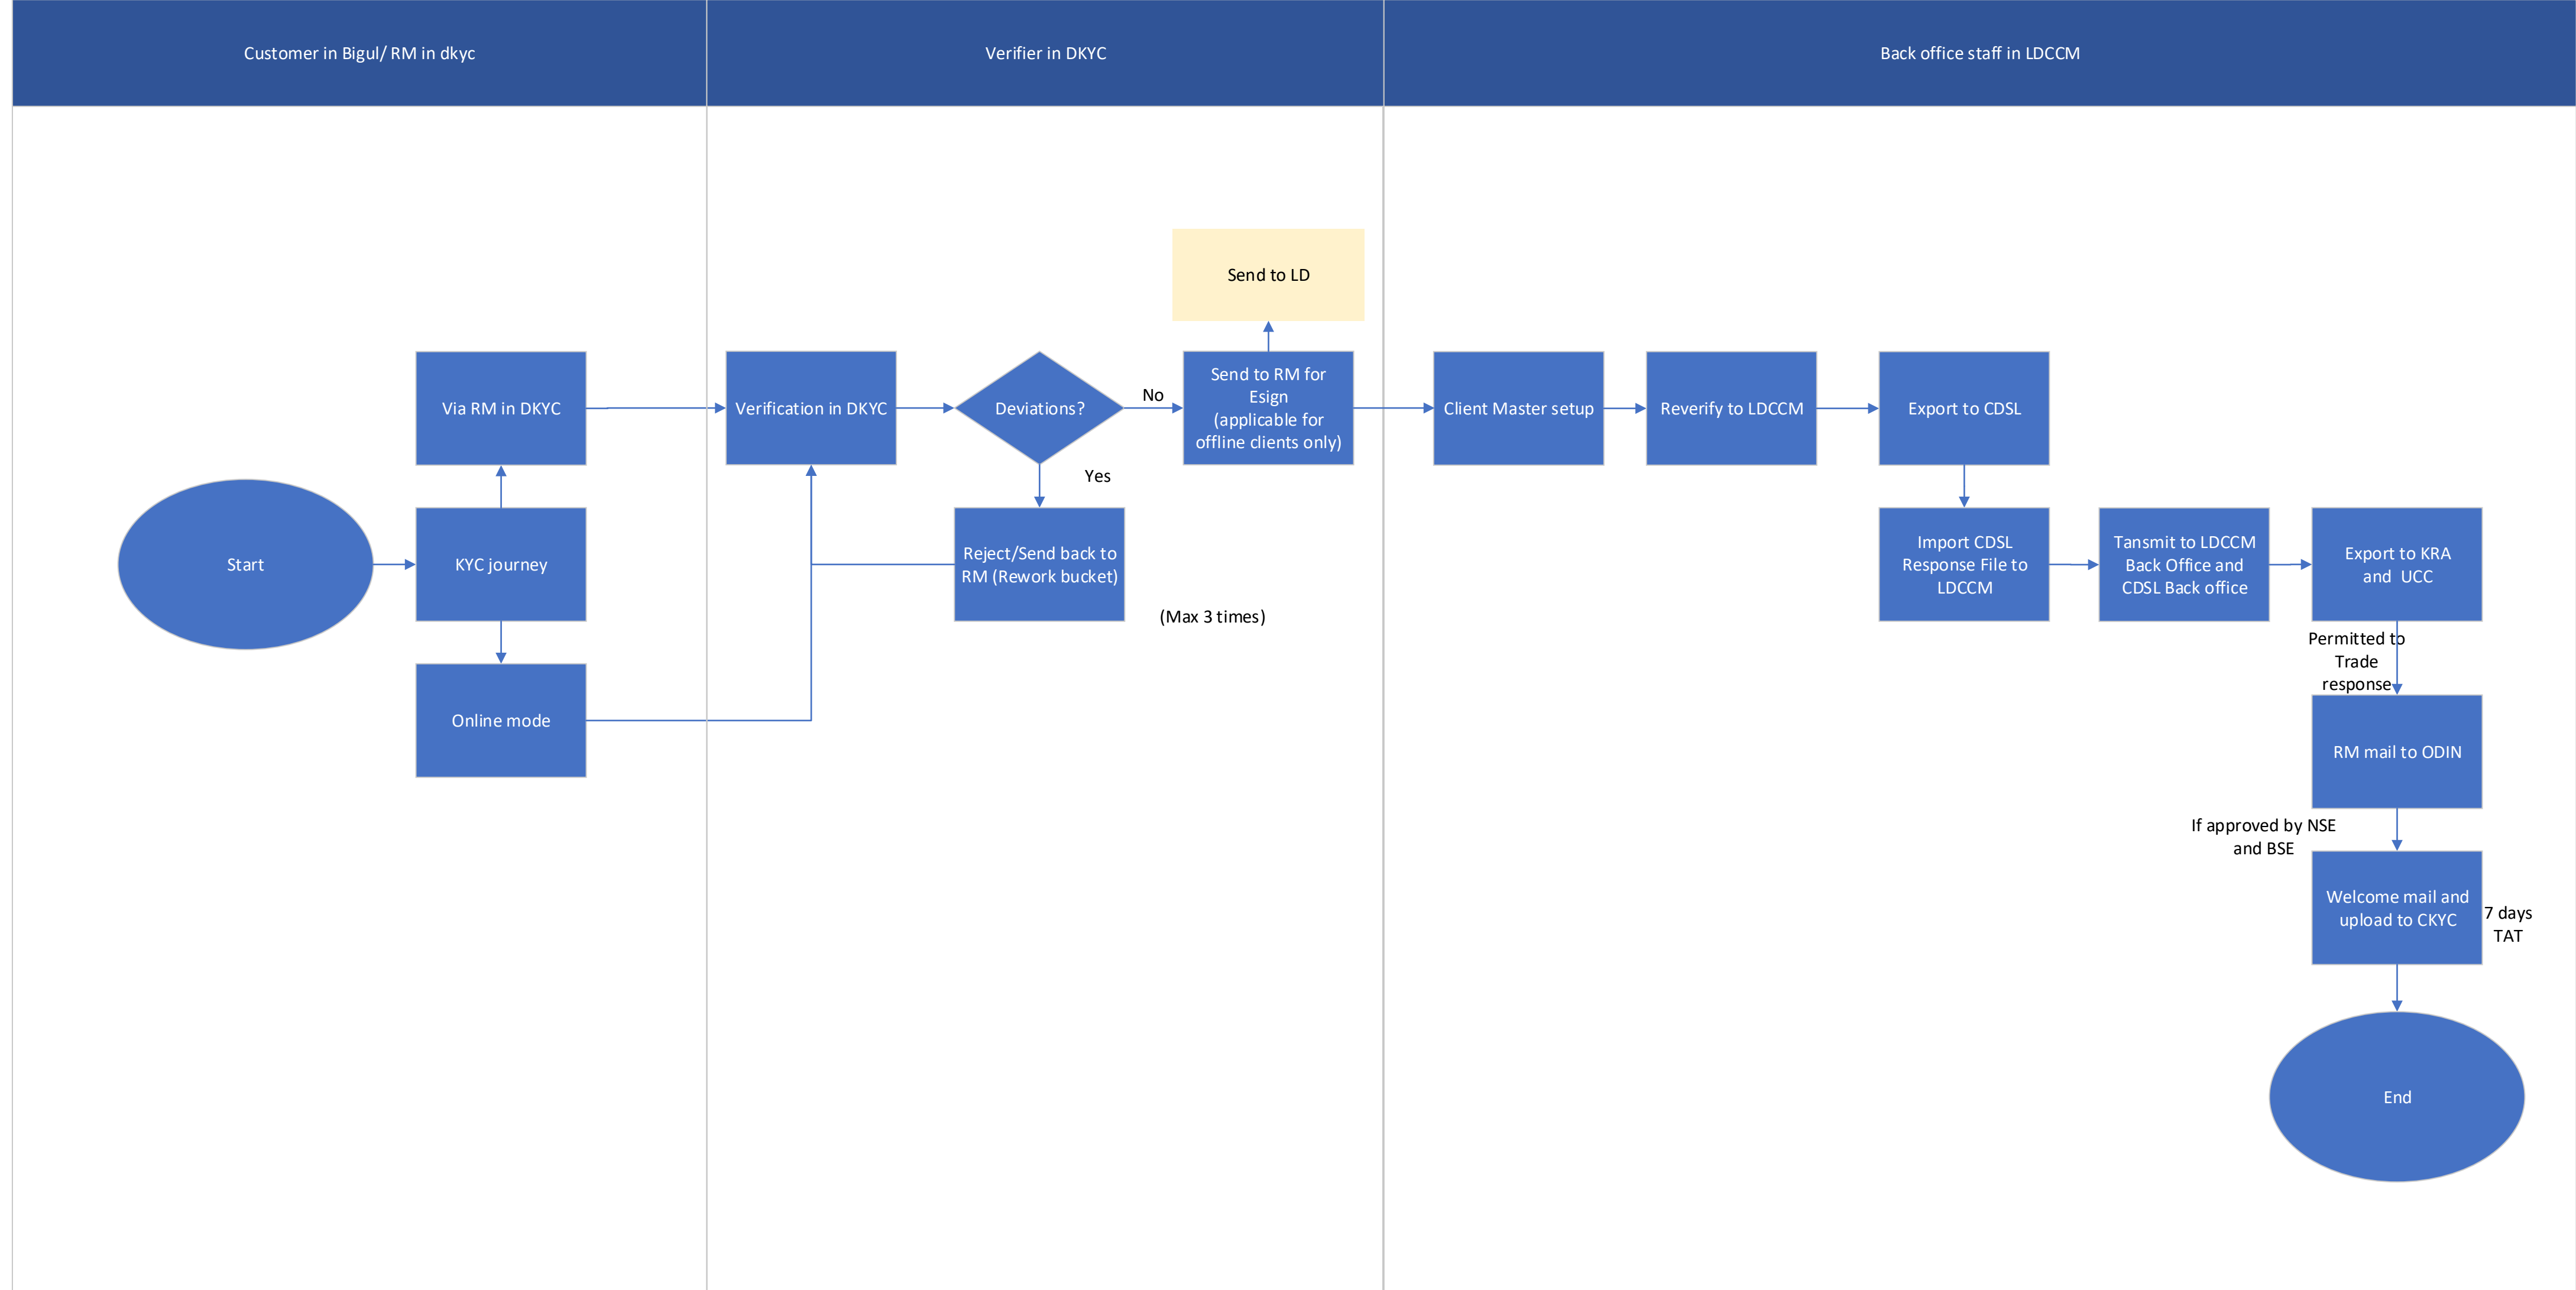 Customer in Bigul/ RM in dkyc
Verifier in DKYC
Back office staff in LDCCM
Start
KYC journey
Via RM in DKYC
Online mode
Verification in DKYC
Deviations?
No
Yes
Reject/Send back to
RM (Rework bucket)
(Max 3 times)
Send to LD
Send to RM for
Esign
(applicable for
offline clients only)
Client Master setup
Reverify to LDCCM
Export to CDSL
Import CDSL
Response File to
LDCCM
Tansmit to LDCCM
Back Office and
CDSL Back office
Export to KRA
and UCC
Permitted to
Trade
response
RM mail to ODIN
If approved by NSE
and BSE
Welcome mail and
upload to CKYC
7 days
TAT
End